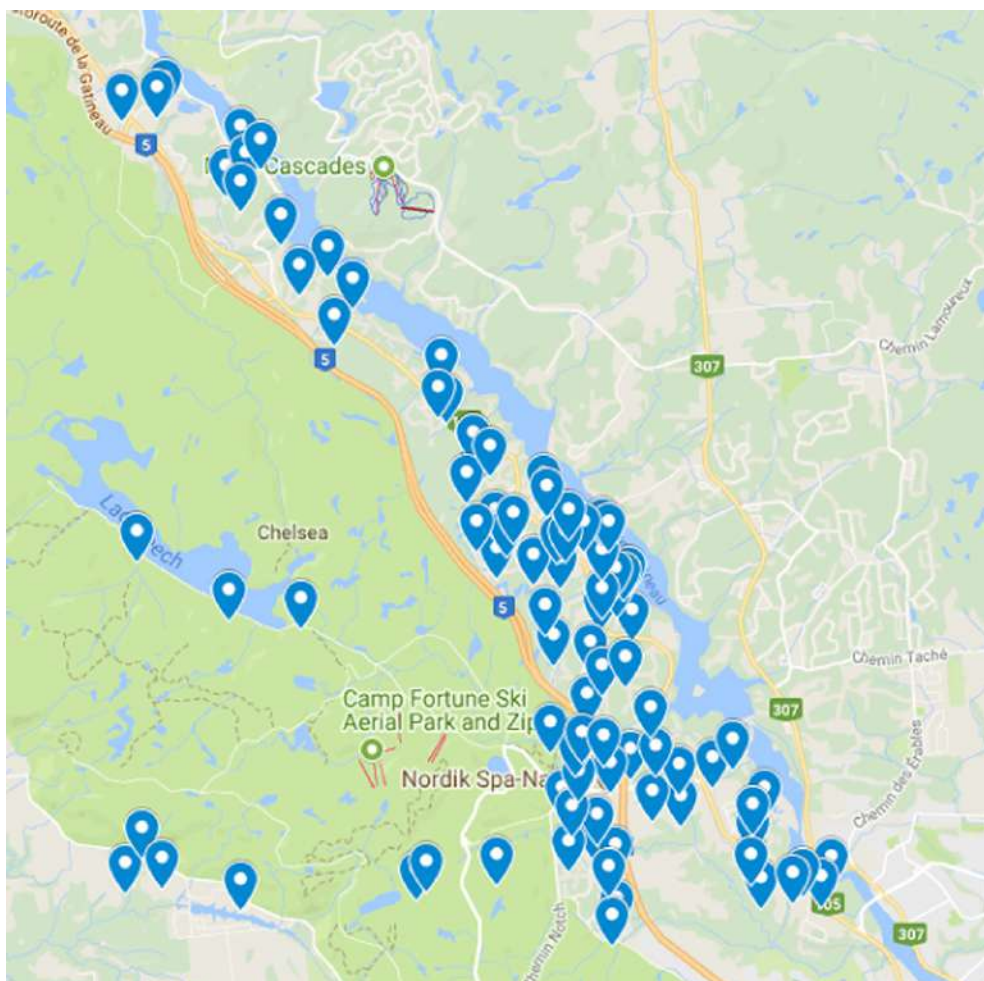 oroute de la Gatineau
5
Cascades
307
Chemin Lamoureux
5
Chelsea
5
Chemin Taché
Camp Fortune Ski
Aerial Park and Zip
307
Nordik Spa-Na
Chemin des Érables
Chemin Notch
105
307